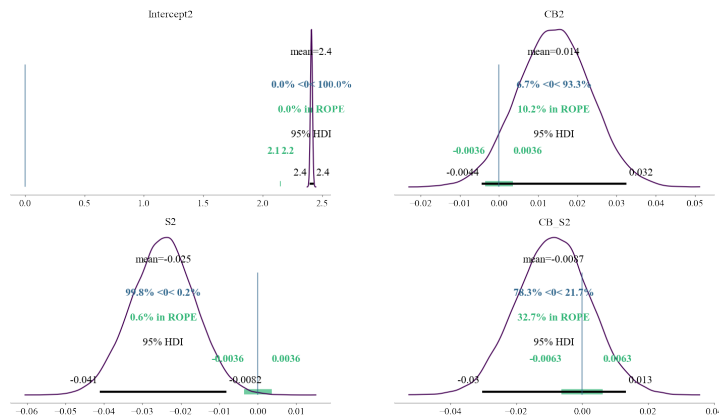 Intercept2
mean=2.4
0.0% <0< 100.0%
0.0% in ROPE
95% HDI
2.1 2.2
2.4 2.4
0.0 0.5 1.0 1.5 2.0 2.5
CB2
mean=0.014
6.7% <0< 93.3%
10.2% in ROPE
95% HDI
-0.0036 0.0036
-0.0044 0.032
−0.02 −0.01 0.00 0.01 0.02 0.03 0.04 0.05
S2
mean=-0.025
99.8% <0< 0.2%
0.6% in ROPE
95% HDI
-0.0036 0.0036
-0.041 -0.0082
−0.06 −0.05 −0.04 −0.03 −0.02 −0.01 0.00 0.01
CB_S2
mean=-0.0087
78.3% <0< 21.7%
32.7% in ROPE
95% HDI
-0.0063 0.0063
-0.03 0.013
−0.04 −0.02 0.00 0.02 0.04